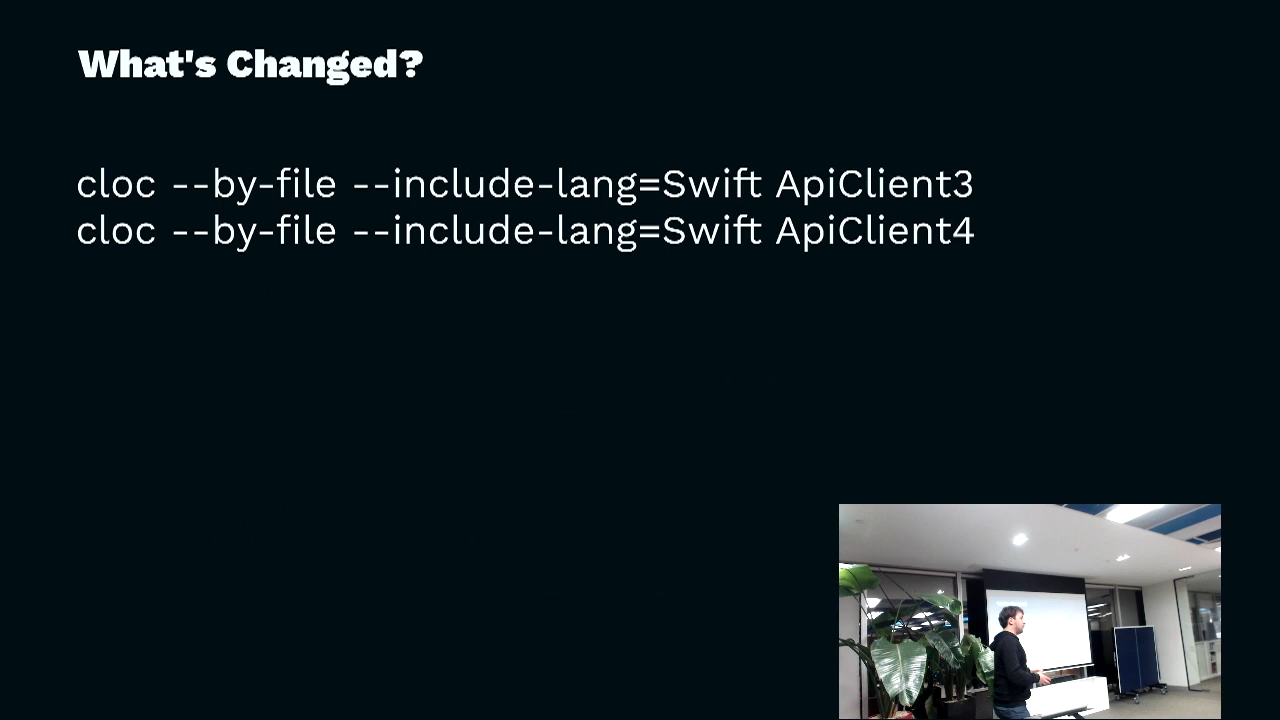 What's Changed?
cloc --by-file --include-lang=Swift ApiClient3
cloc --by-file --include-lang=Swift ApiClient4